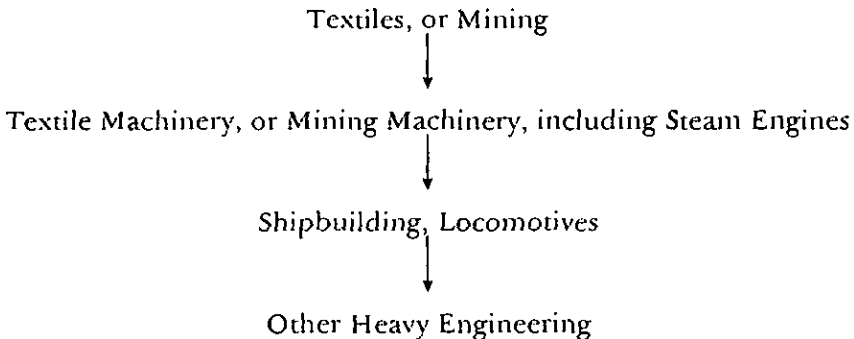 Textiles, or Mining
Textile Machinery, or Mining Machinery, including Steam Engines
Shipbuilding, Locomotives
Other Heavy Engineering